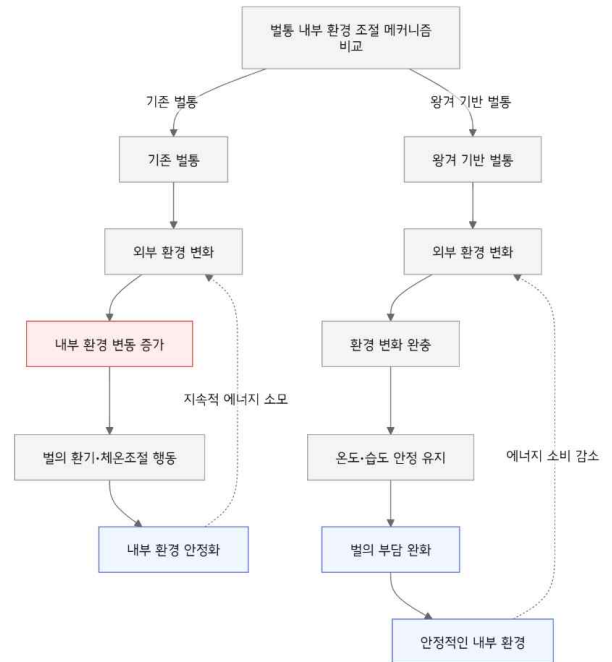 벌통 내부 환경 조절 메커니즘
비교
기존 벌통
왕겨 기반 벌통
기존 벌통
왕겨 기반 벌통
외부 환경 변화
외부 환경 변화
내부 환경 변동 증가
환경 변화 완충
지속적 에너지 소모
벌의 환기·체온조절 행동
온도·습도 안정 유지
에너지 소비 감소
내부 환경 안정화
벌의 부담 완화
안정적인 내부 환경